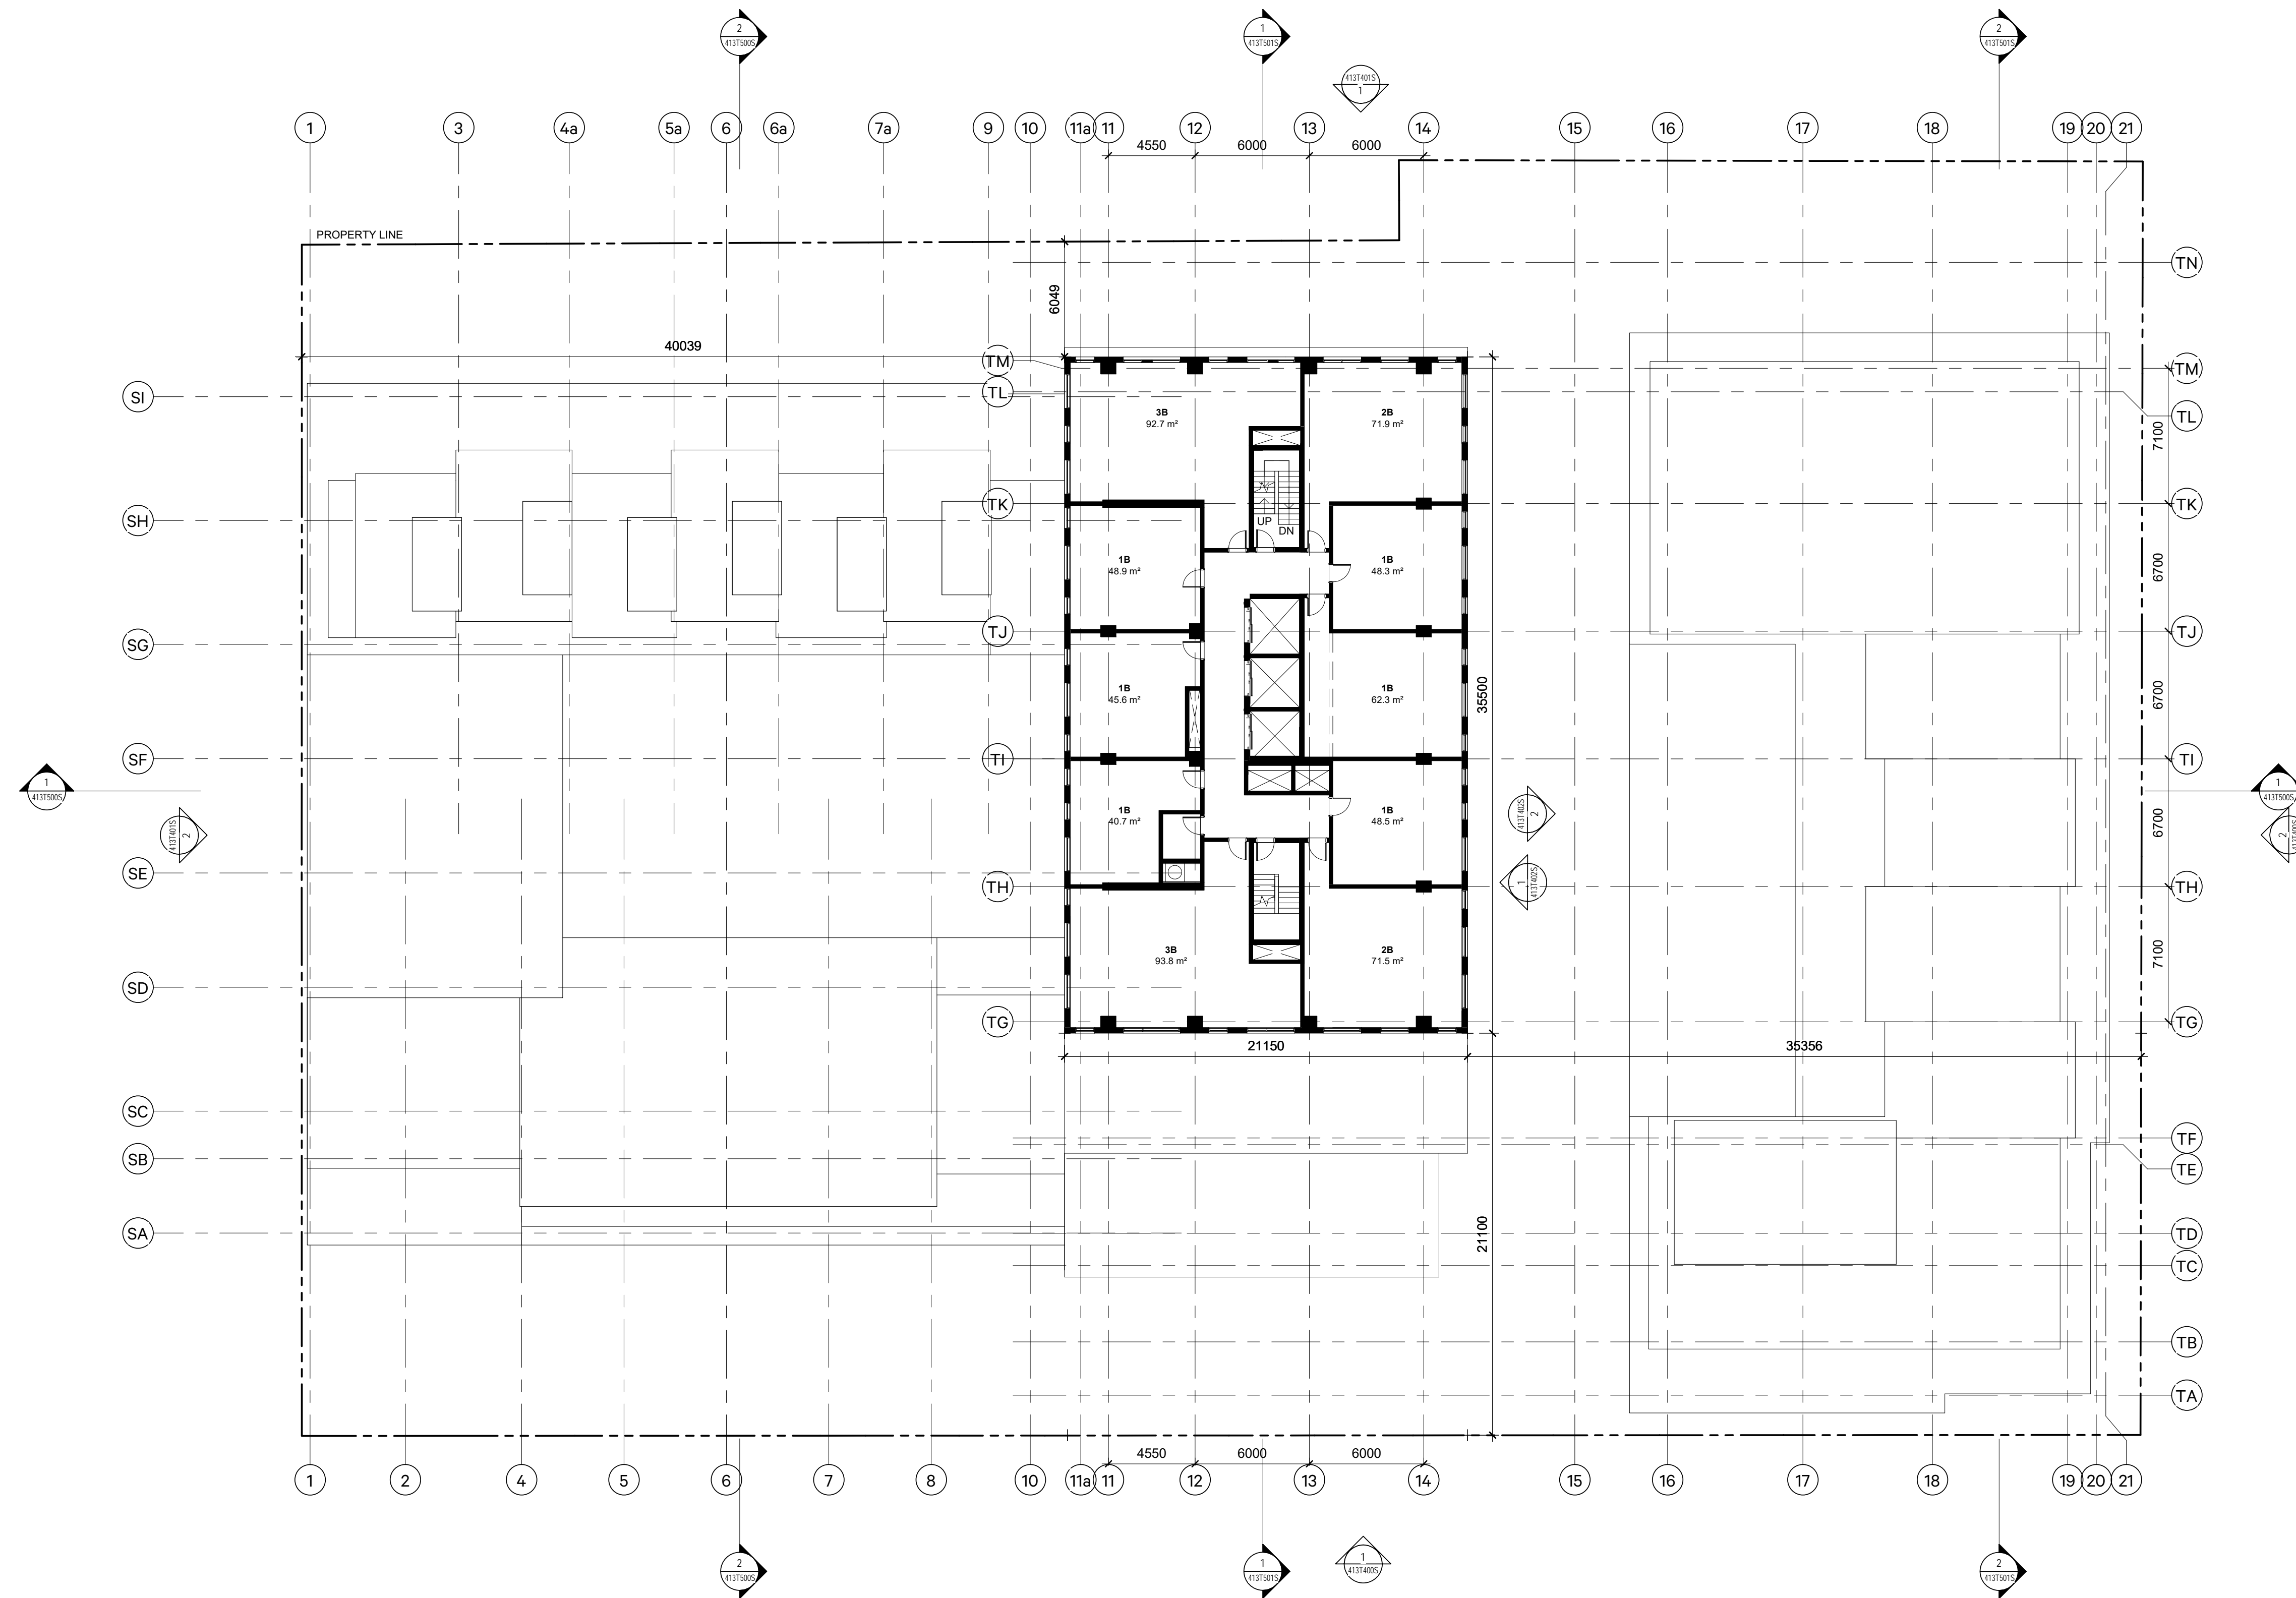 2
413T500S
1
413T501S
2
413T501S
413T401S
1
1
3
4a
5a
6
6a
7a
9
10
11a
11
12
13
14
15
16
17
18
19
20
21
4550
6000
6000
PROPERTY LINE
TN
6049
40039
TM
TM
SI
TL
TL
3B
92.7 m²
2B
71.9 m²
7100
TK
TK
SH
UP
DN
1B
48.9 m²
1B
48.3 m²
6700
TJ
TJ
SG
1B
45.6 m²
1B
62.3 m²
35500
6700
SF
TI
TI
1
413T500S
1
413T500S
413T401S
2
1B
40.7 m²
1B
48.5 m²
413T402S
2
6700
2
413T400S
SE
TH
1
413T402S
TH
3B
93.8 m²
2B
71.5 m²
7100
SD
TG
TG
21150
35356
SC
TF
SB
TE
SA
21100
TD
TC
TB
TA
4550
6000
6000
1
2
4
5
6
7
8
10
11a
11
12
13
14
15
16
17
18
19
20
21
2
413T500S
1
413T501S
1
413T400S
2
413T501S